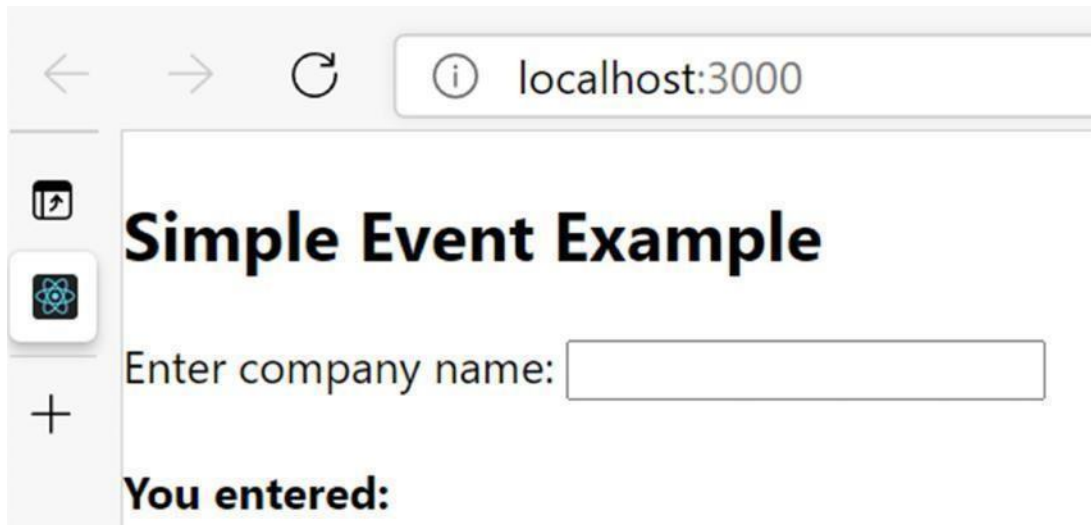 localhost:3000
Simple Event Example
Enter company name:
You entered: